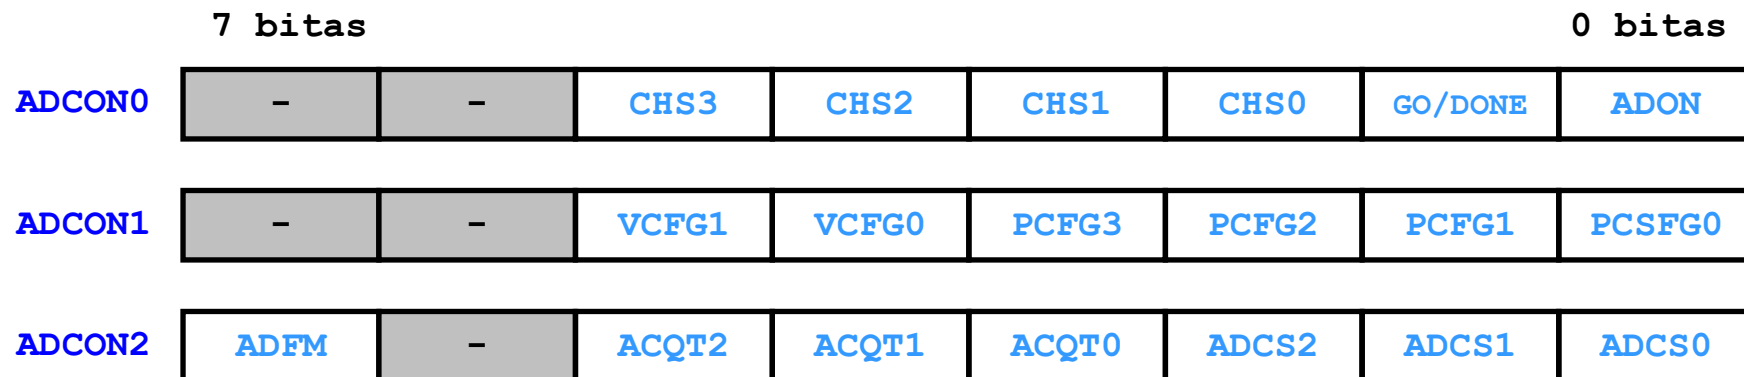 7 bitas 0 bitas
ADCON0 - - CHS3 CHS2 CHS1 CHS0 GO/DONE ADON
ADCON1 - - VCFG1 VCFG0 PCFG3 PCFG2 PCFG1 PCSFG0
ADCON2 ADFM - ACQT2 ACQT1 ACQT0 ADCS2 ADCS1 ADCS0